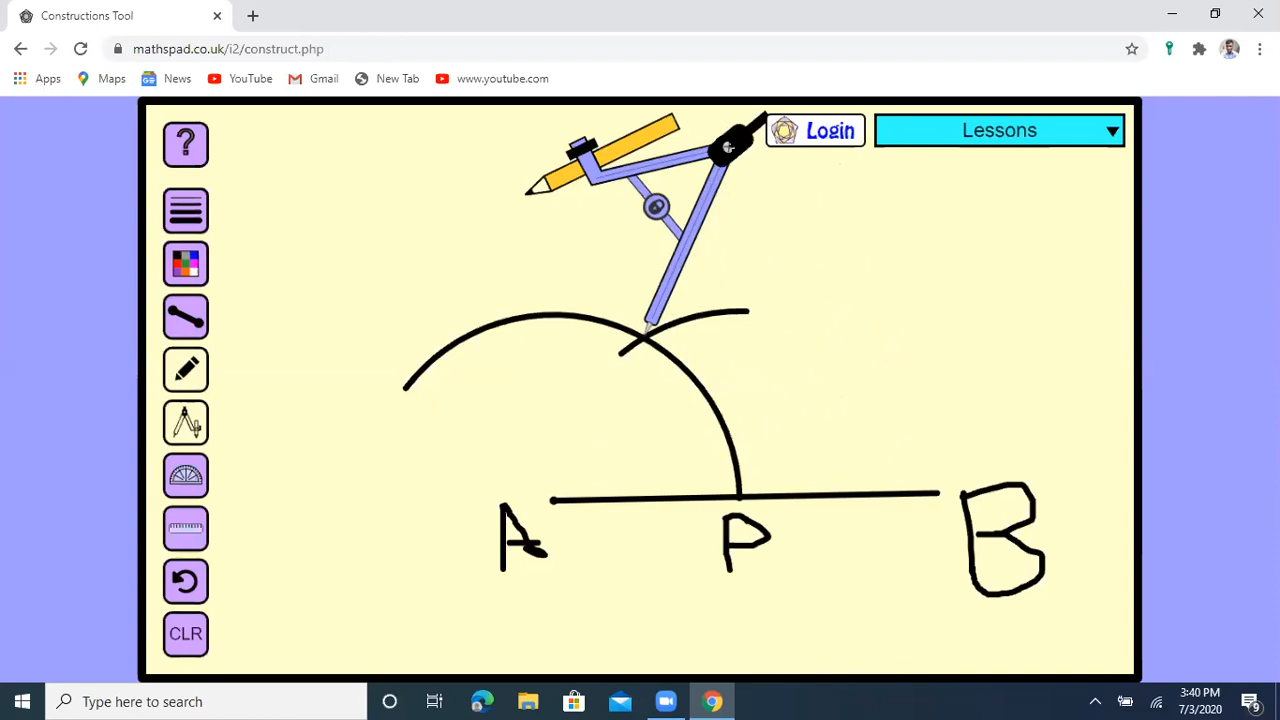 Constructions Tool
mathspad.co.uk/i2/construct.php
Apps Maps News YouTube Gmail New Tab www.youtube.com
? Login Lessons
A P B
CLR
Type here to search
3:40 PM
7/3/2020
9